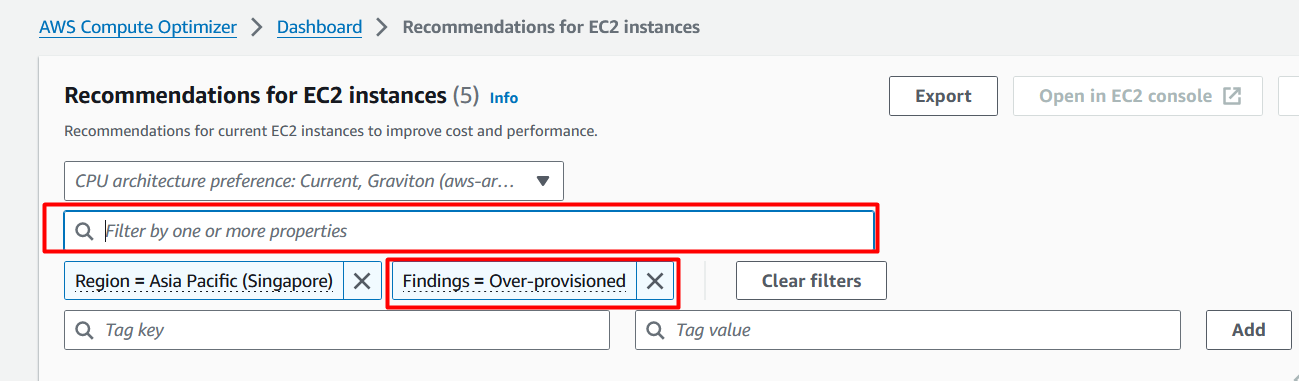 AWS Compute Optimizer > Dashboard > Recommendations for EC2 instances
Recommendations for EC2 instances (5) Info
Export
Open in EC2 console
Recommendations for current EC2 instances to improve cost and performance.
CPU architecture preference: Current, Graviton (aws-ar...
Filter by one or more properties
Region = Asia Pacific (Singapore)
Findings = Over-provisioned
Clear filters
Tag key
Tag value
Add